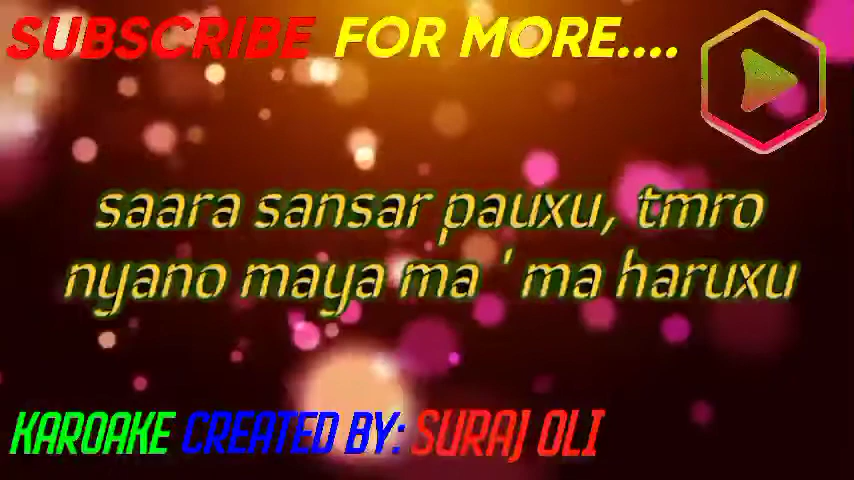 SUBSCRIBE FOR MORE....
saara sansar pauxu, tmro
nyano maya ma ' ma haruxu
KAROAKE CREATED BY: SURAJ OLI